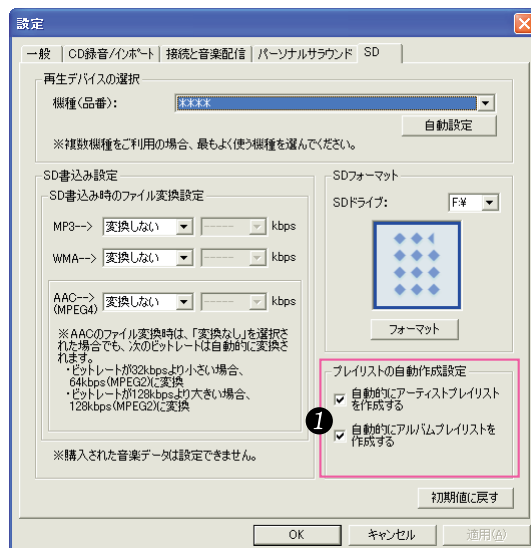 設定
一般 CD録音/インポート 接続と音楽配信 パーソナルサラウンド SD
再生デバイスの選択
機種(品番): ****
自動設定
※複数機種をご利用の場合、最もよく使う機種を選んでください。
SD書込み設定
SD書込み時のファイル変換設定
MP3--> 変換しない ----- kbps
WMA--> 変換しない ----- kbps
AAC--> 変換しない ----- kbps
(MPEG4)
※AACのファイル変換時は、「変換なし」を選択さ
れた場合でも、次のビットレートは自動的に変換さ
れます。
・ビットレートが32kbpsより小さい場合、
64kbps(MPEG2)に変換
・ビットレートが128kbpsより大きい場合、
128kbps(MPEG2)に変換
※購入された音楽データは設定できません。
SDフォーマット
SDドライブ: F:¥
フォーマット
プレイリストの自動作成設定
自動的にアーティストプレイリスト
を作成する
1
自動的にアルバムプレイリストを
作成する
初期値に戻す
OK キャンセル 適用(A)